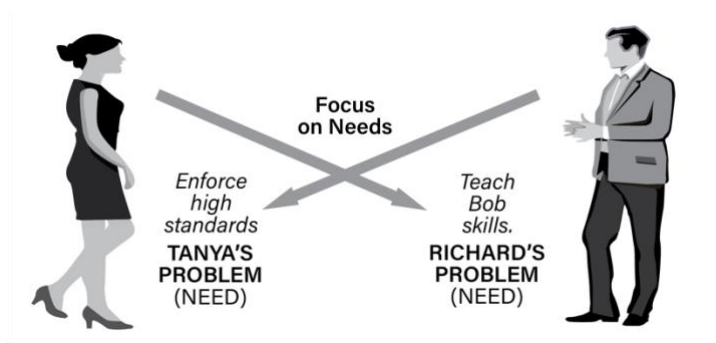 Focus
on Needs
Enforce
high
standards
TANYA'S
PROBLEM
(NEED)
Teach
Bob
skills.
RICHARD'S
PROBLEM
(NEED)